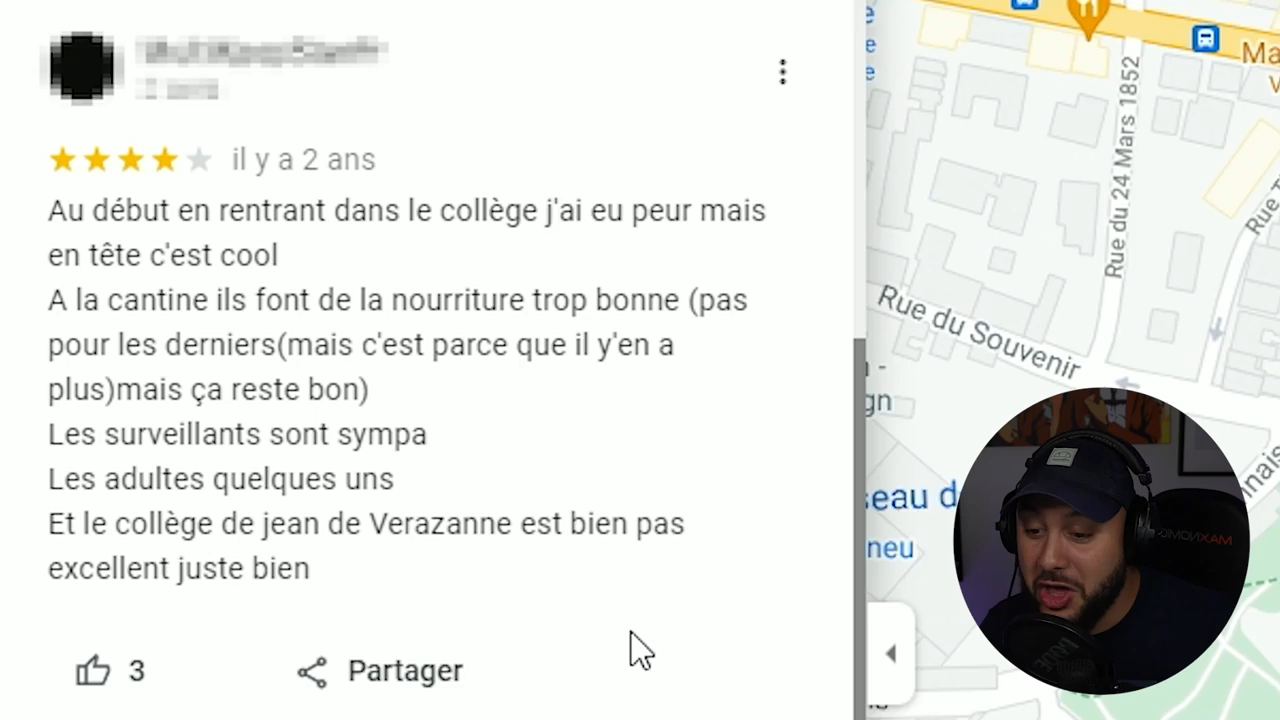 il y a 2 ans
Au début en rentrant dans le collège j'ai eu peur mais
en tête c'est cool
A la cantine ils font de la nourriture trop bonne (pas
pour les derniers(mais c'est parce que il y'en a
plus)mais ça reste bon)
Les surveillants sont sympa
Les adultes quelques uns
Et le collège de jean de Verazanne est bien pas
excellent juste bien
3
Partager
Rue du 24 Mars 1852
Rue du Souvenir
Ma
V
Rue
gn
seau d
neu
nnais
MAXNOMIC